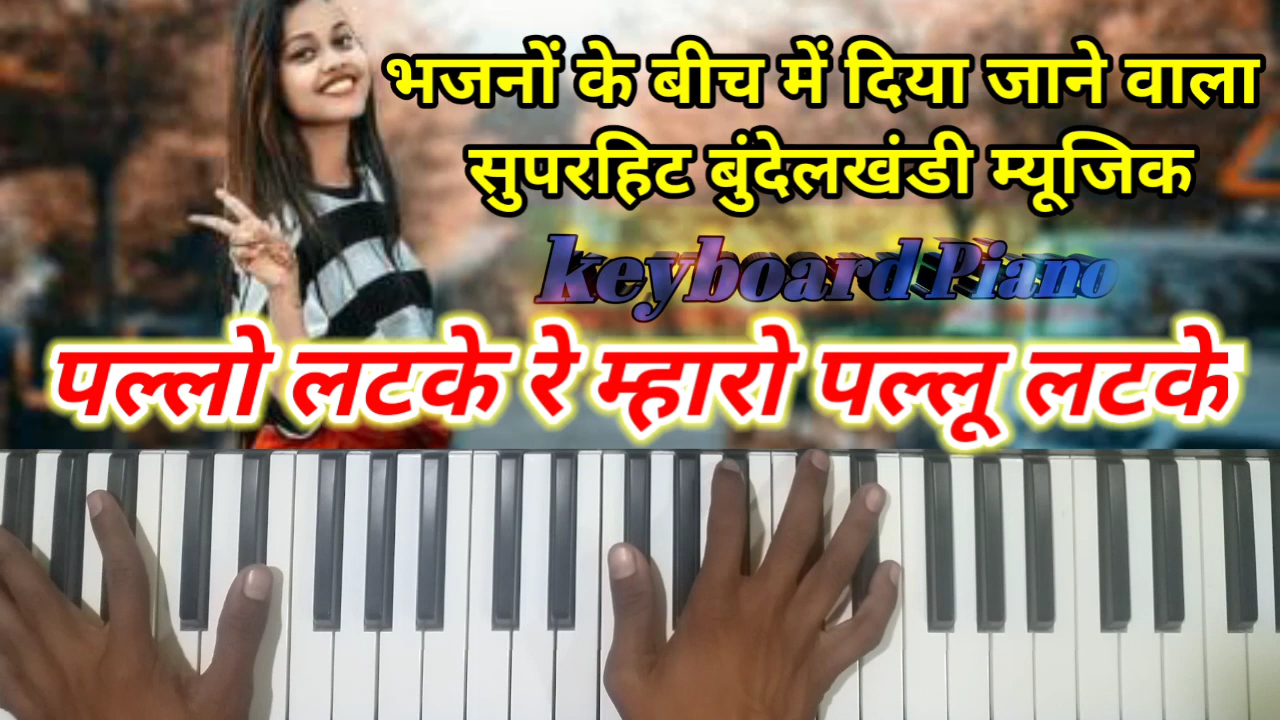 भजनों के बीच में दिया जाने वाला
सुपरहिट बुंदेलखंडी म्यूजिक
keyboard Piano
पल्लो लटके रे म्हारो पल्लू लटके